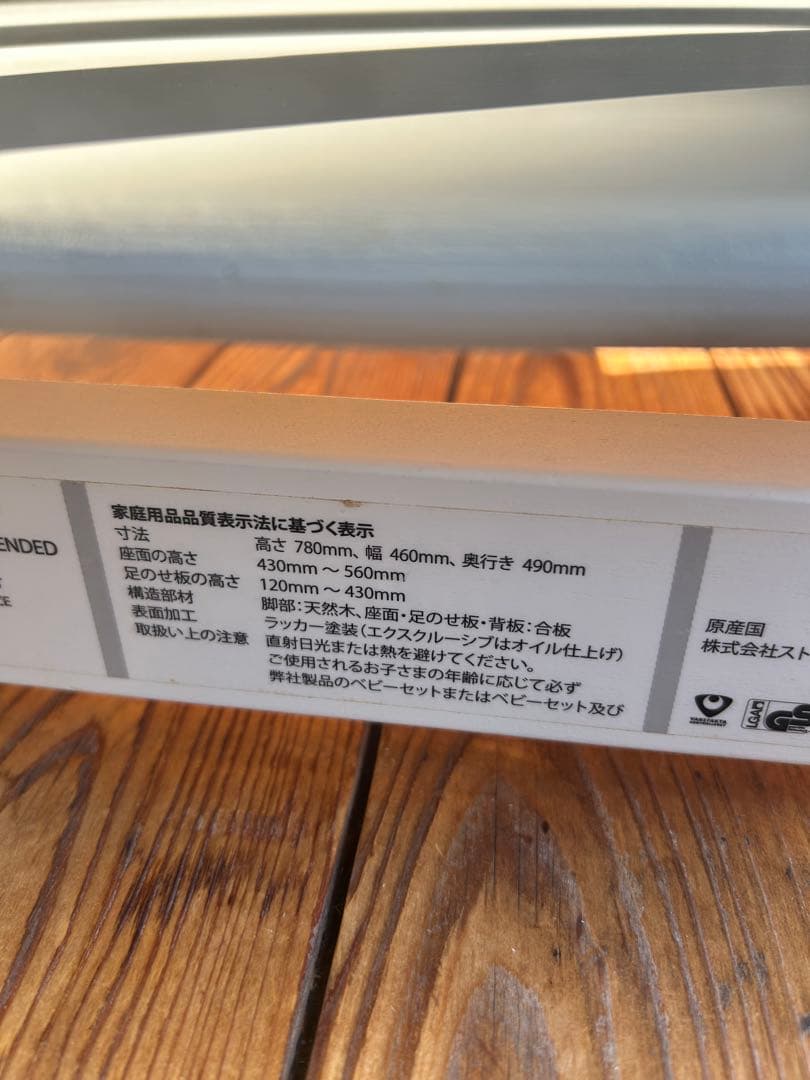 ENDED
CE
家庭用品品質表示法に基づく表示
寸法 高さ 780mm、幅 460mm、奥行き 490mm
座面の高さ 430mm ～ 560mm
足のせ板の高さ 120mm ～ 430mm
構造部材 脚部：天然木、座面・足のせ板・背板：合板
表面加工 ラッカー塗装（エクスクルーシブはオイル仕上げ）
取扱い上の注意 直射日光または熱を避けてください。
ご使用されるお子さまの年齢に応じて必ず
弊社製品のベビーセットまたはベビーセット及び
原産国
株式会社スト
LGA GS